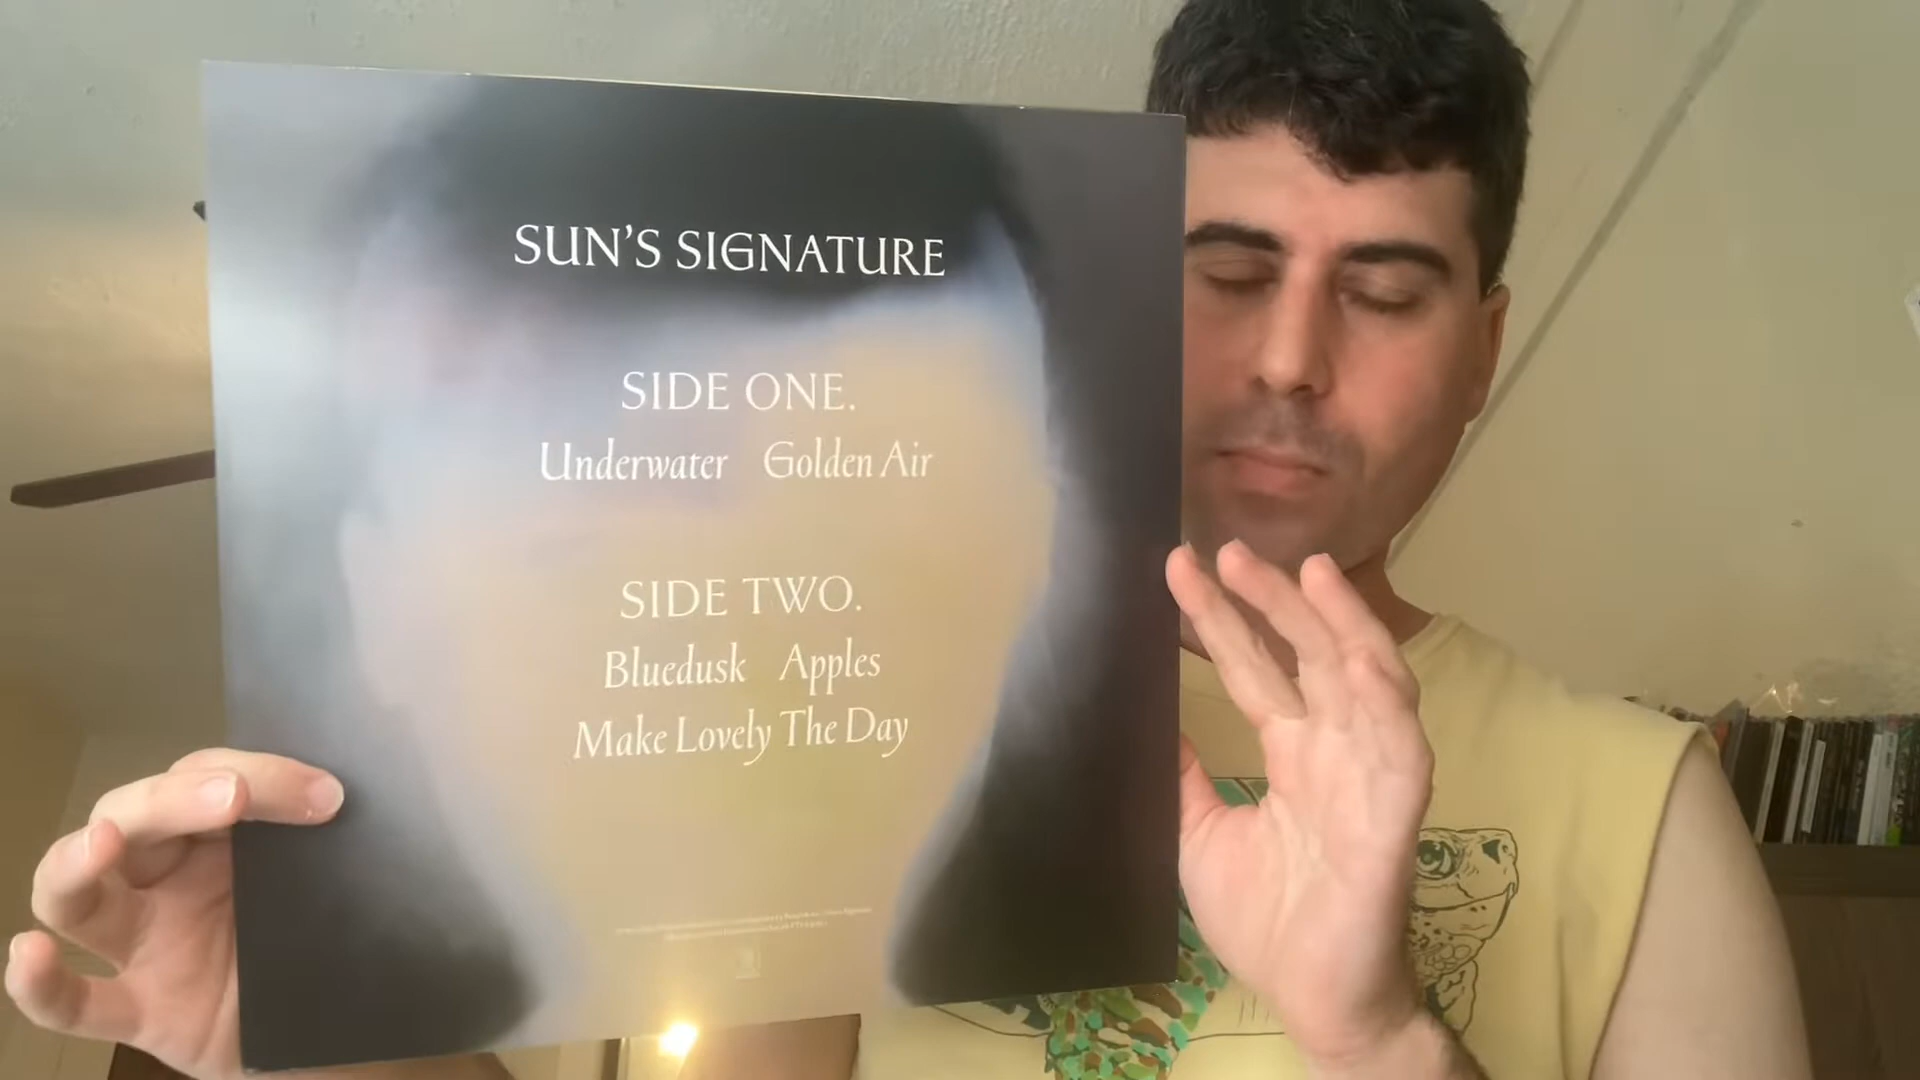 SUN'S SIGNATURE
SIDE ONE.
Underwater Golden Air
SIDE TWO.
Bluedusk Apples
Make Lovely The Day